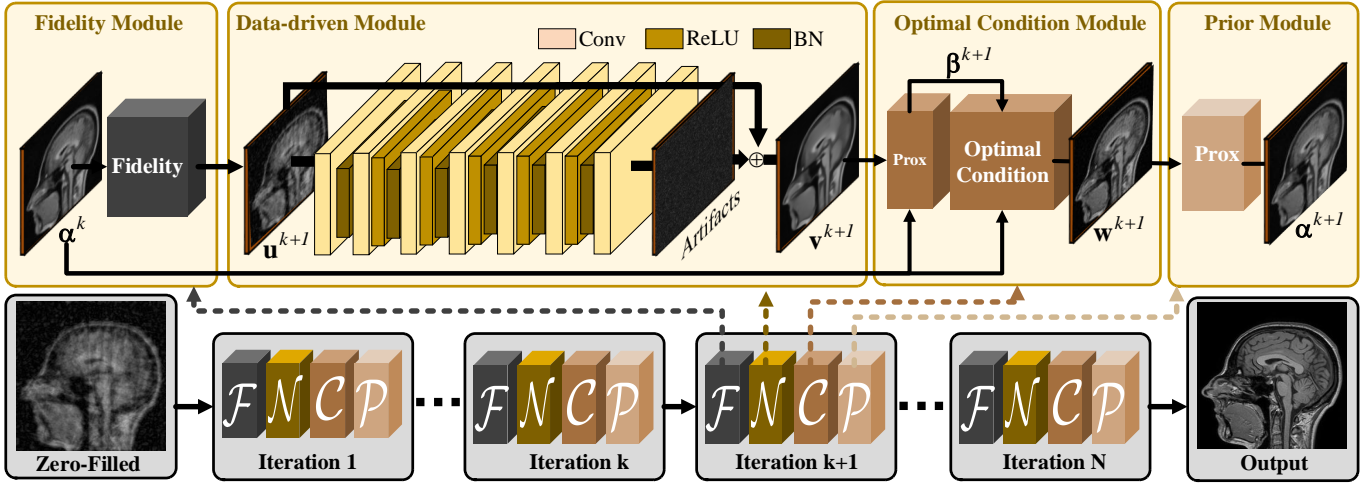 Fidelity Module
Data-driven Module
Optimal Condition Module
Prior Module
Conv
ReLU
BN
β^{k+1}
Fidelity
Prox
Optimal
Condition
Prox
Artifacts
⊕
α^k
u^{k+1}
v^{k+1}
w^{k+1}
α^{k+1}
F N C P
F N C P
F N C P
F N C P
Zero-Filled
Iteration 1
Iteration k
Iteration k+1
Iteration N
Output